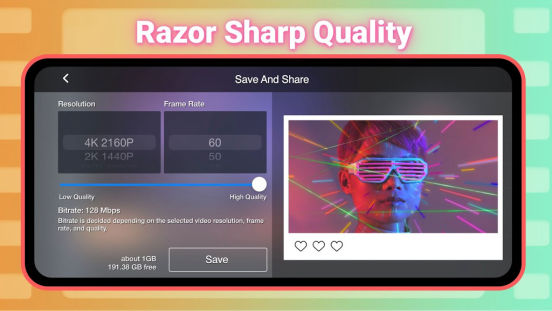 Razor Sharp Quality
Save And Share
Resolution
Frame Rate
4K 2160P
2K 1440P
60
50
Low Quality
High Quality
Bitrate: 128 Mbps
Bitrate is decided depending on the selected video resolution, frame
rate, and quality.
about 1GB
191.38 GB free
Save